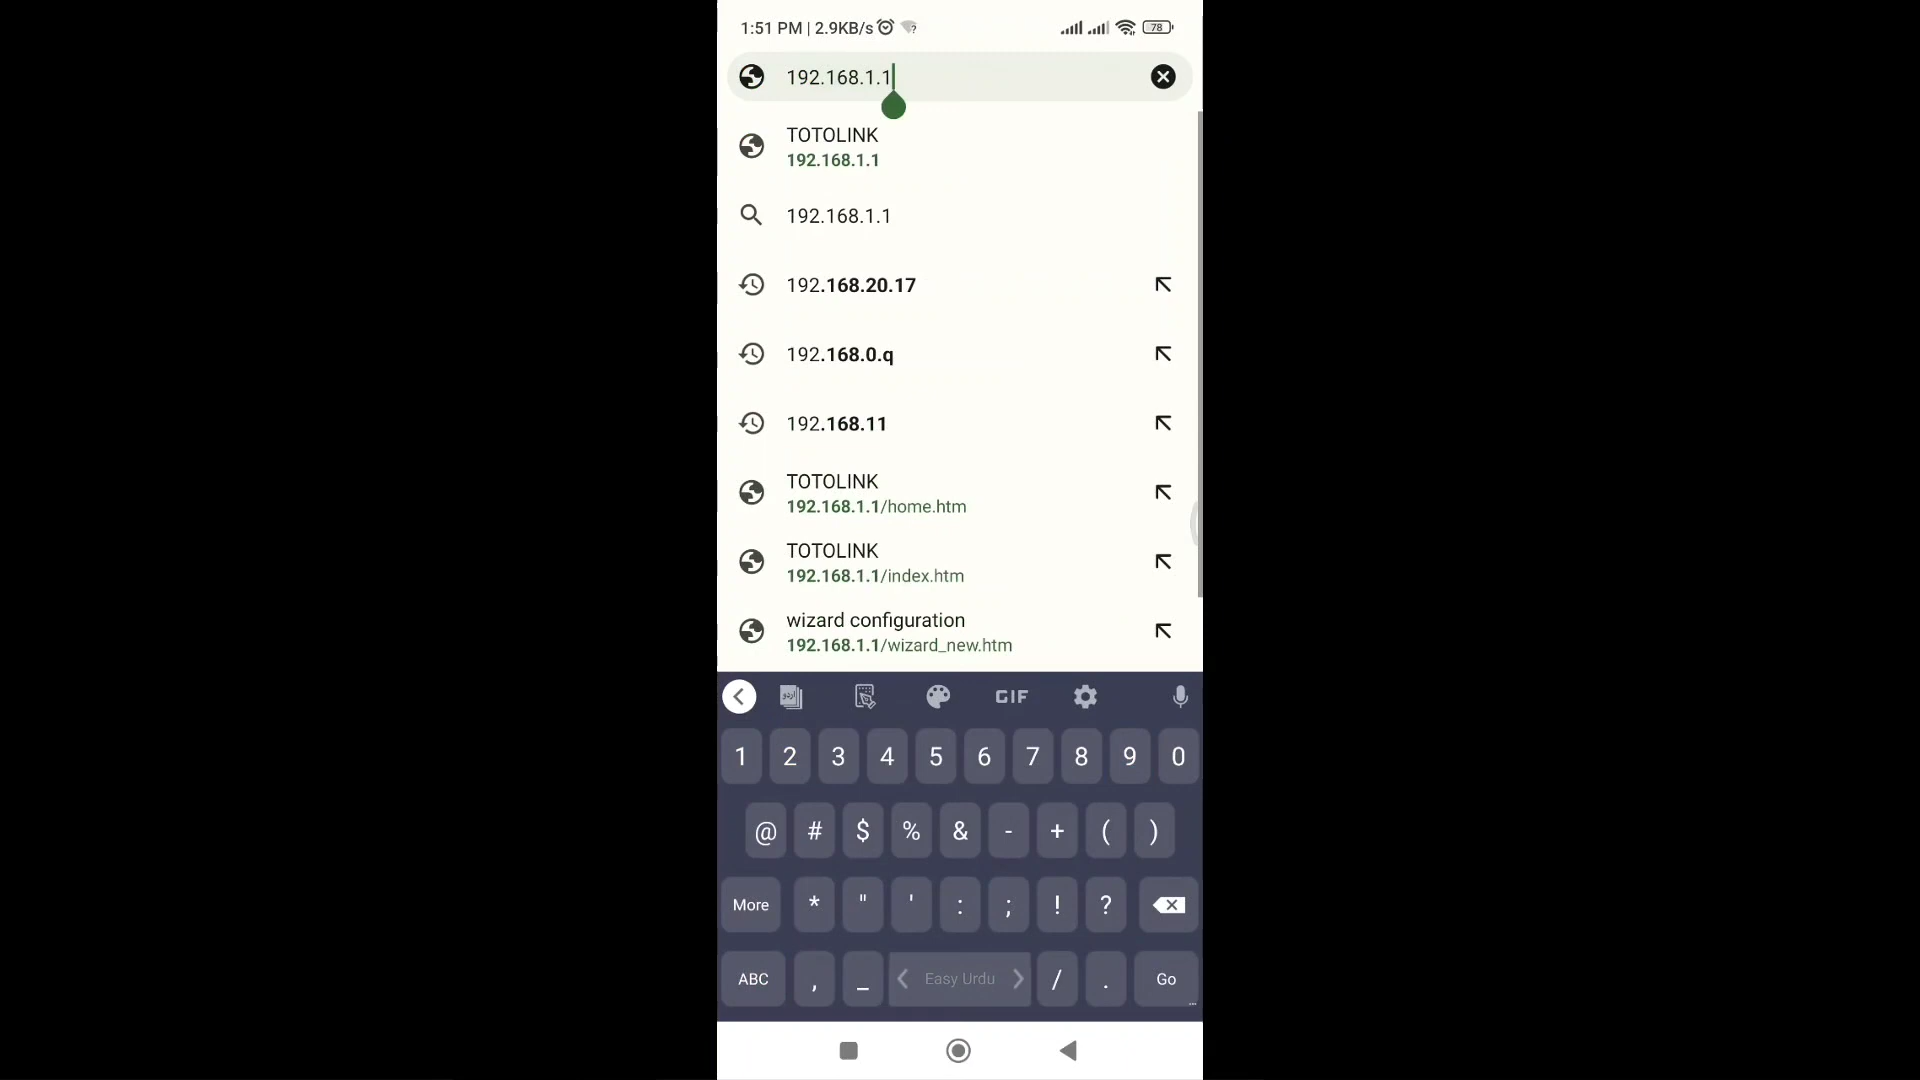 1:51 PM | 2.9KB/s ? 78
192.168.1.1
TOTOLINK
192.168.1.1
192.168.1.1
192.168.20.17
192.168.0.q
192.168.11
TOTOLINK
192.168.1.1/home.htm
TOTOLINK
192.168.1.1/index.htm
wizard configuration
192.168.1.1/wizard_new.htm
GIF
1 2 3 4 5 6 7 8 9 0
@ # $ % & - + ( )
More * " ' : ; ! ?
ABC , _ Easy Urdu / . Go